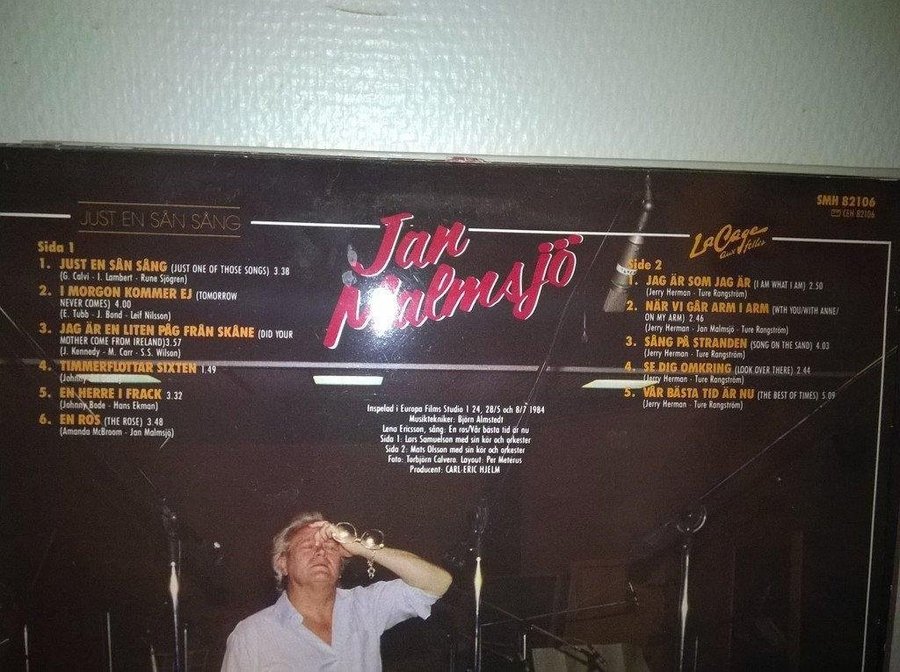 SMH 82106
CEN 82106
JUST EN SÅN SÅNG
Jan
Malmsjö
La Cage
aux folles
Sida 1
1. JUST EN SÅN SÅNG (JUST ONE OF THOSE SONGS) 3.38
(G. Calvi - I. Lambert - Rune Sjögren)
2. I MORGON KOMMER EJ (TOMORROW
NEVER COMES) 4.00
(E. Tubb - J. Bond - Leif Nilsson)
3. JAG ÄR EN LITEN PÅG FRÅN SKÅNE (DID YOUR
MOTHER COME FROM IRELAND)3.57
(J. Kennedy - M. Carr - S.S. Wilson)
4. TIMMERFLOTTAR SIXTEN 1.49
(Johnny
5. EN HERRE I FRACK 3.32
(Johnny Bode - Hans Ekman)
6. EN ROS (THE ROSE) 3.48
(Amanda McBroom - Jan Malmsjö)
Side 2
1. JAG ÄR SOM JAG ÄR (I AM WHAT I AM) 2.50
(Jerry Herman - Ture Rangström)
2. NÄR VI GÅR ARM I ARM (WTH YOU/WITH ANNE/
ON MY ARM) 2.46
(Jerry Herman - Jan Malmsjö - Ture Rangström)
3. SÅNG PÅ STRANDEN (SONG ON THE SAND) 4.03
(Jerry Herman - Ture Rangström)
4. SE DIG OMKRING (LOOK OVER THERE) 2.44
(Jerry Herman - Ture Rangström)
5. VÅR BÄSTA TID ÄR NU (THE BEST OF TIMES) 5.09
(Jerry Herman - Ture Rangström)
Inspelad i Europa Films Studio 1 24, 28/5 och 8/7 1984
Musiktekniker: Björn Almstedt
Lena Ericsson, sång: En ros/Vår bästa tid är nu
Sida 1: Lars Samuelson med sin kör och orkester
Sida 2: Mats Olsson med sin kör och orkester
Foto: Torbjörn Calvero. Layout: Per Metérus
Producent: CARL-ERIC HJELM